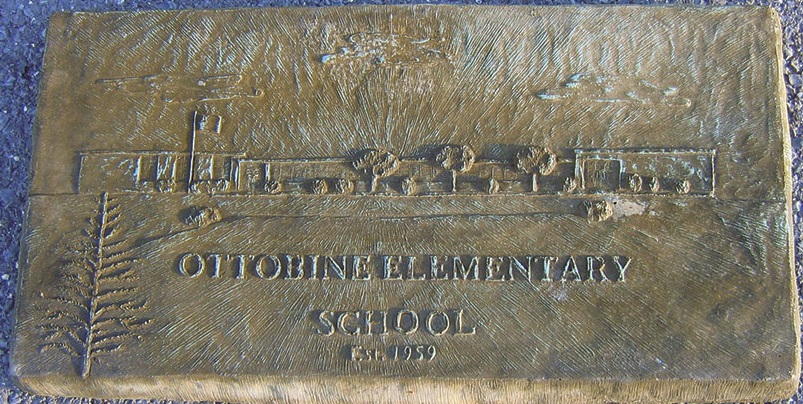 OTTOBINE ELEMENTARY
SCHOOL
Est. 1959